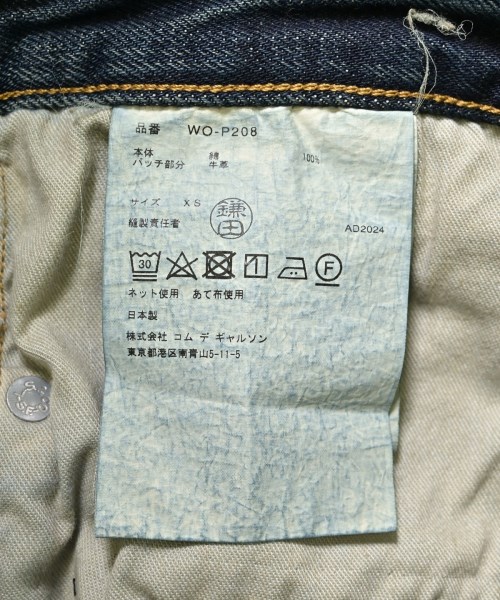 品番 WO-P208
本体 綿 100%
パッチ部分 牛革
サイズ XS
縫製責任者 鎌田
AD2024
30 F
ネット使用 あて布使用
日本製
株式会社 コム デ ギャルソン
東京都港区南青山5-11-5